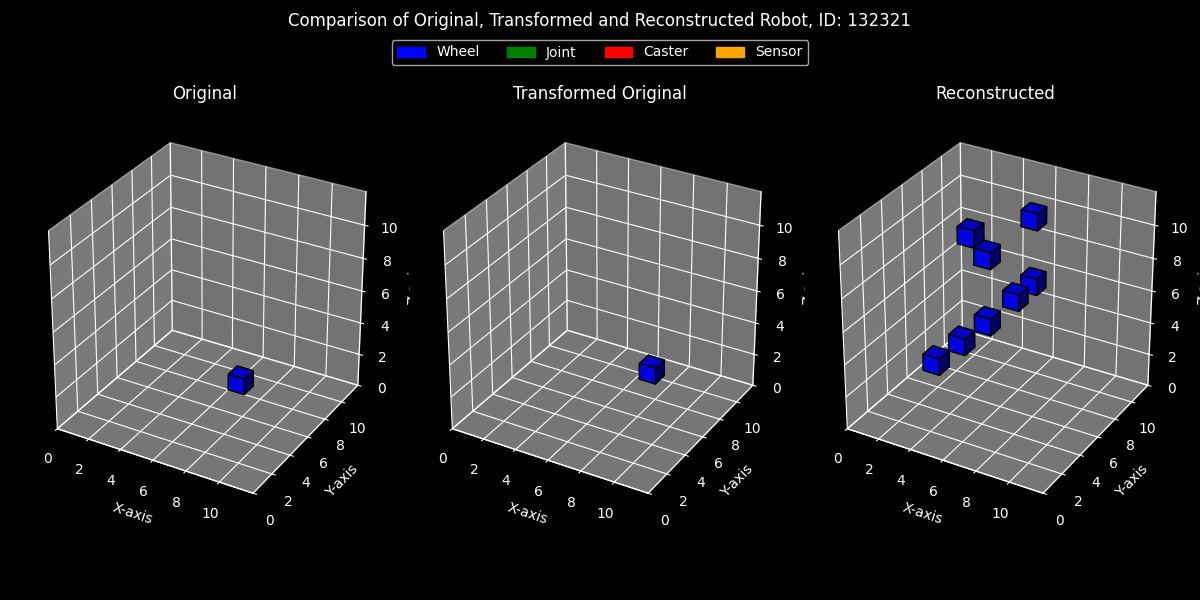 Comparison of Original, Transformed and Reconstructed Robot, ID: 132321
Wheel Joint Caster Sensor
Original
0 2 4 6 8 10
X-axis
0 2 4 6 8 10
Y-axis
0 2 4 6 8 10
Transformed Original
0 2 4 6 8 10
X-axis
0 2 4 6 8 10
Y-axis
0 2 4 6 8 10
Reconstructed
0 2 4 6 8 10
X-axis
0 2 4 6 8 10
Y-axis
0 2 4 6 8 10